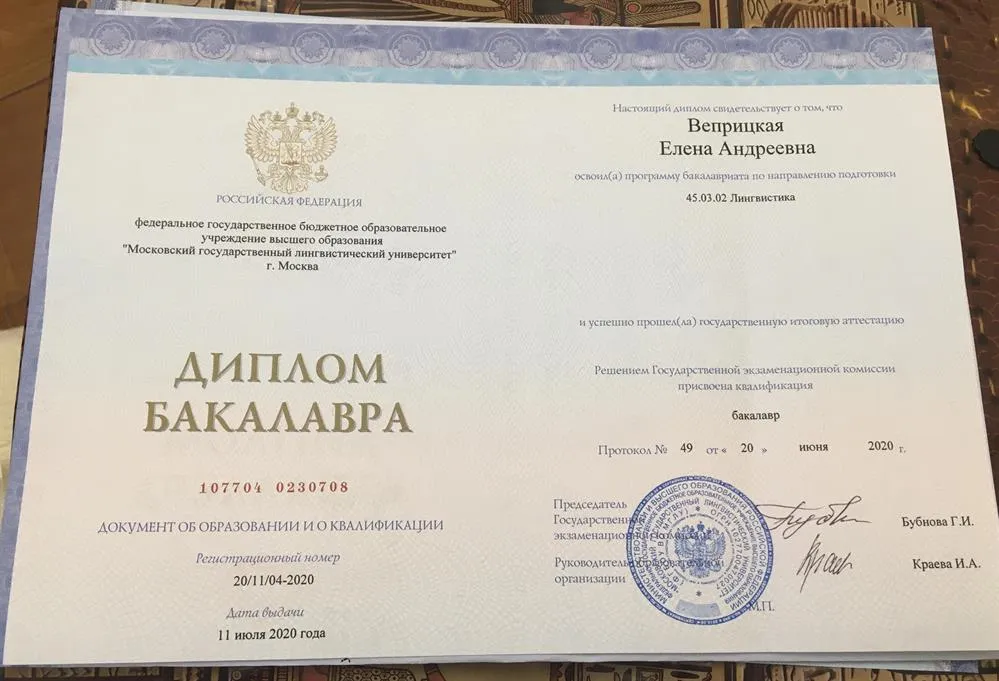 РОССИЙСКАЯ ФЕДЕРАЦИЯ
федеральное государственное бюджетное образовательное
учреждение высшего образования
"Московский государственный лингвистический университет"
г. Москва
ДИПЛОМ
БАКАЛАВРА
107704 0230708
ДОКУМЕНТ ОБ ОБРАЗОВАНИИ И О КВАЛИФИКАЦИИ
Регистрационный номер
20/11/04-2020
Дата выдачи
11 июля 2020 года
Настоящий диплом свидетельствует о том, что
Веприцкая
Елена Андреевна
освоил(а) программу бакалавриата по направлению подготовки
45.03.02 Лингвистика
и успешно прошел(ла) государственную итоговую аттестацию
Решением Государственной экзаменационной комиссии
присвоена квалификация
бакалавр
Протокол № 49 от « 20 » июня 2020 г.
Председатель
Государственной
экзаменационной комиссии
Бубнова Г.И.
Руководитель образовательной
организации
Краева И.А.
М.П.